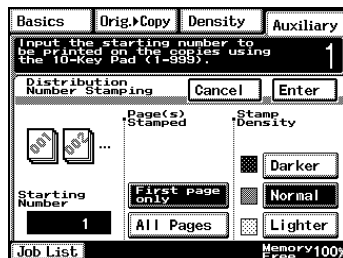 Basics Orig.▸Copy Density Auxiliary
Input the starting number to
be printed on the copies using
the 10-Key Pad (1-999). 1
Distribution
Number Stamping Cancel Enter
Page(s)
Stamped
Stamp
Density
001 002 ...
Darker
Starting
Number
First page
only
Normal
1 All Pages Lighter
Job List Memory
Free 100%